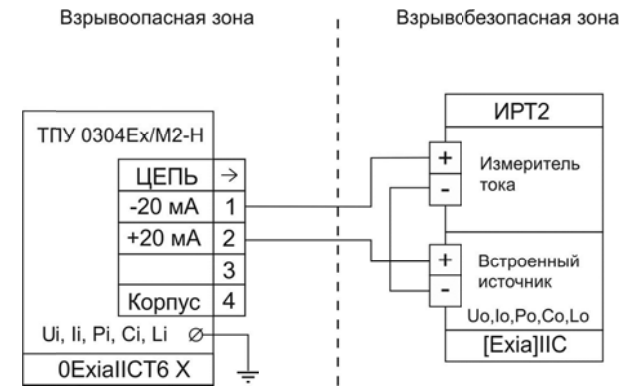 Взрывоопасная зона
Взрывобезопасная зона
ТПУ 0304Ex/M2-Н
ЦЕПЬ →
-20 мА 1
+20 мА 2
3
Корпус 4
Ui, Ii, Pi, Ci, Li
0ExiaIICT6 X
ИРТ2
+ Измеритель
- тока
+ Встроенный
- источник
Uo,Io,Po,Co,Lo
[Exia]IIC